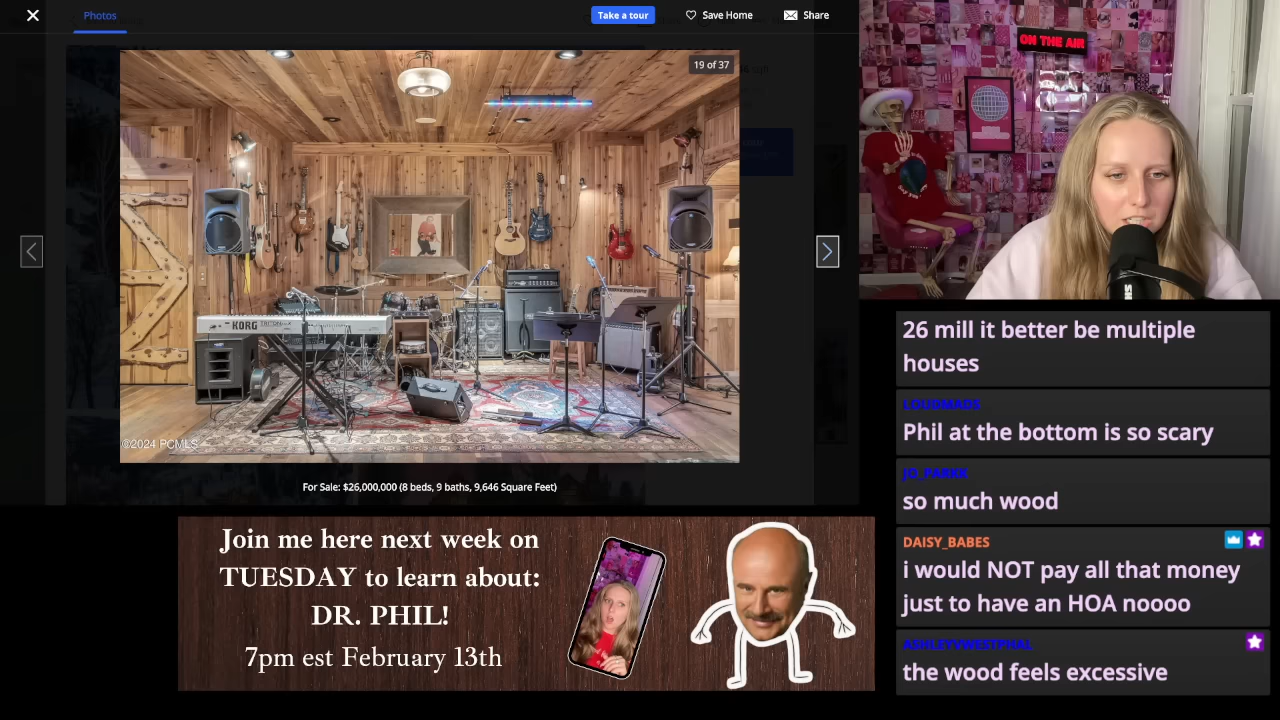 Photos
Take a tour
Save Home
Share
19 of 37
ON THE AIR
KORG
TRITON
©2024 PCMLS
For Sale: $26,000,000 (8 beds, 9 baths, 9,646 Square Feet)
26 mill it better be multiple
houses
LOUDMADS
Phil at the bottom is so scary
JD_PARKK
so much wood
DAISY_BABES
i would NOT pay all that money
just to have an HOA noooo
ASHLEYVWESTPHAL
the wood feels excessive
Join me here next week on
TUESDAY to learn about:
DR. PHIL!
7pm est February 13th